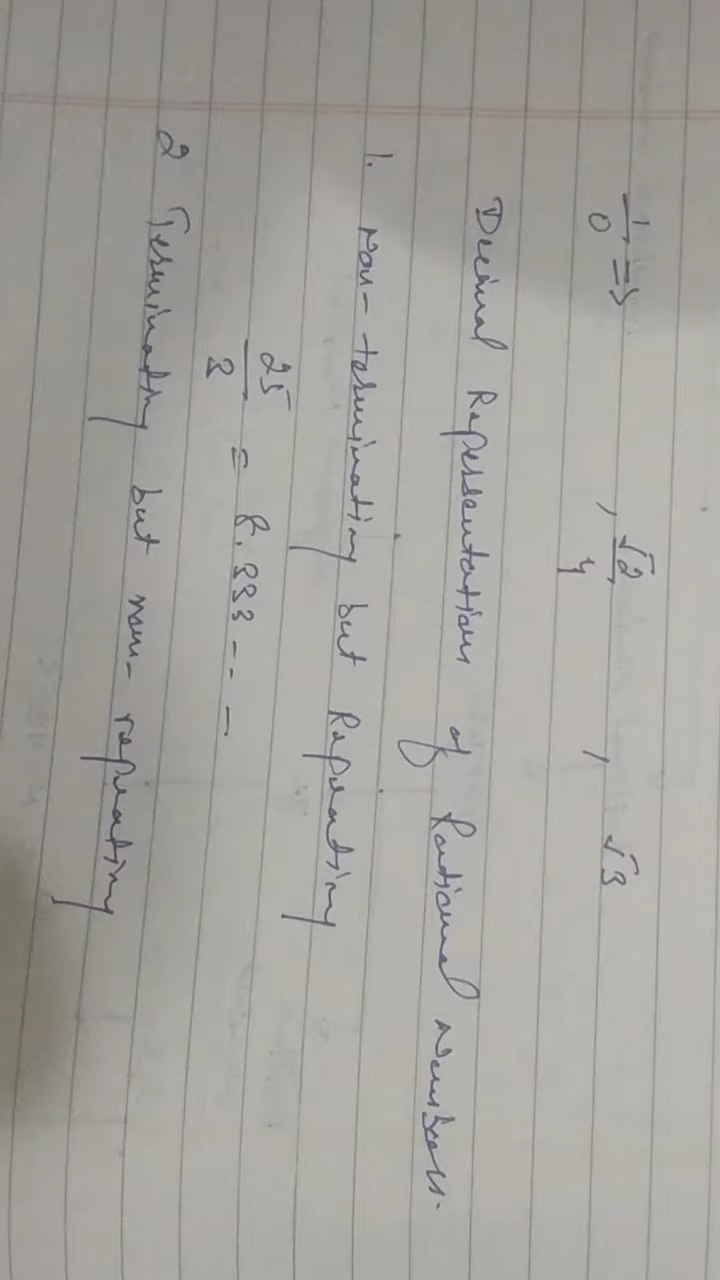 1/0 => , √2/4 , √3
Decimal Representations of Rational Numbers.
1. Non-terminating but Repeating
25/3 = 8.333---
2 Terminating but non-repeating